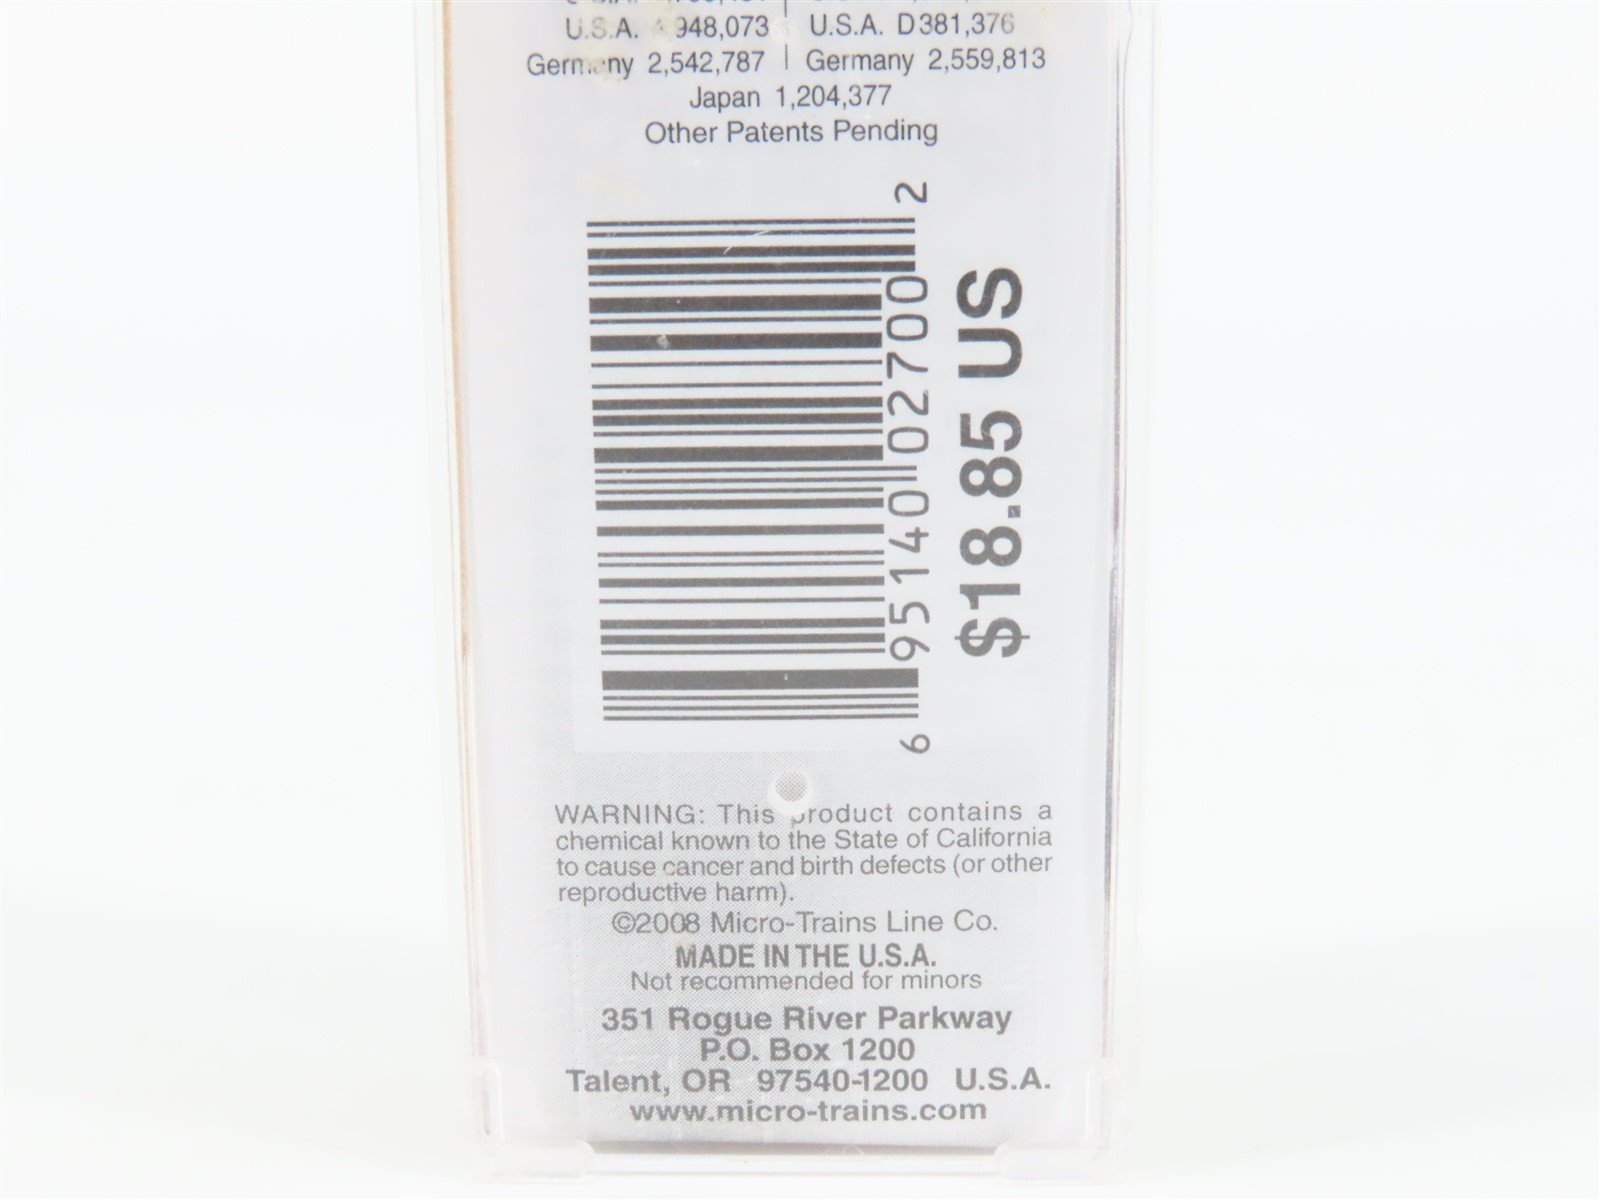 U.S.A. 948,073 | U.S.A. D381,376
Germany 2,542,787 | Germany 2,559,813
Japan 1,204,377
Other Patents Pending
6 95140 02700 2
$18.85 US
WARNING: This product contains a
chemical known to the State of California
to cause cancer and birth defects (or other
reproductive harm).
©2008 Micro-Trains Line Co.
MADE IN THE U.S.A.
Not recommended for minors
351 Rogue River Parkway
P.O. Box 1200
Talent, OR 97540-1200 U.S.A.
www.micro-trains.com